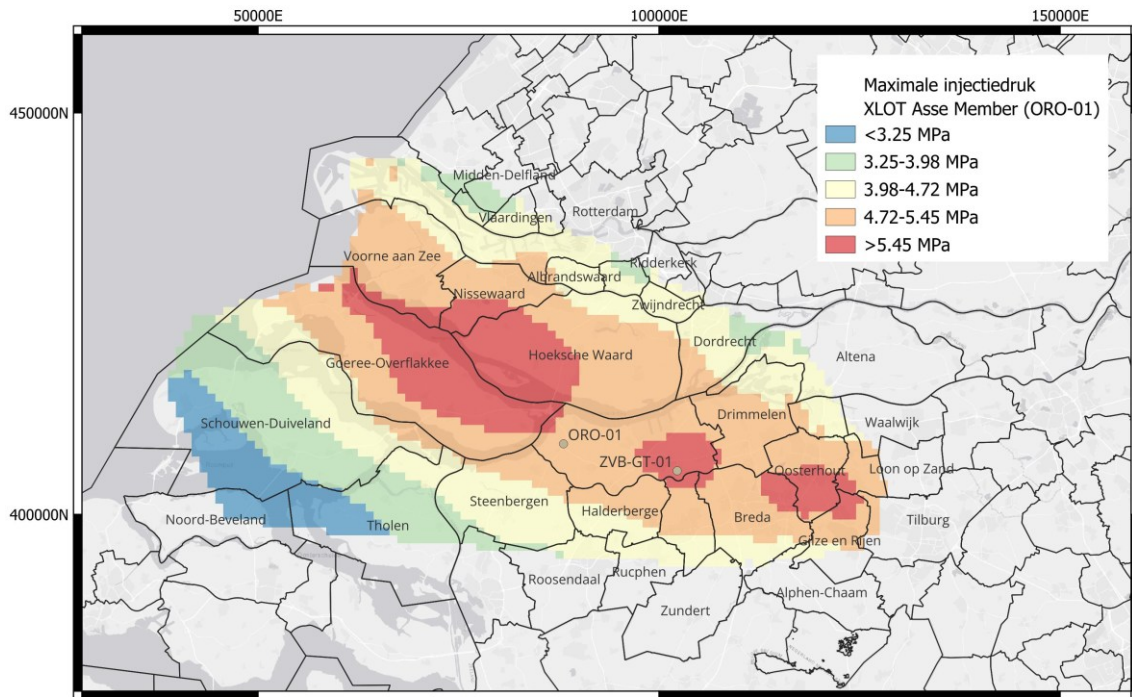 50000E
100000E
150000E
450000N
400000N
Maximale injectiedruk
XLOT Asse Member (ORO-01)
<3.25 MPa
3.25-3.98 MPa
3.98-4.72 MPa
4.72-5.45 MPa
>5.45 MPa
Midden-Delfland
Vlaardingen
Rotterdam
Voorne aan Zee
Albrandswaard
Ridderkerk
Nissewaard
Zwijndrecht
Goeree-Overflakkee
Hoeksche Waard
Dordrecht
Altena
Schouwen-Duiveland
Drimmelen
Waalwijk
ORO-01
ZVB-GT-01
Oosterhout
Loon op Zand
Noord-Beveland
Tholen
Steenbergen
Halderberge
Breda
Tilburg
Gilze en Rijen
Roosendaal
Rucphen
Alphen-Chaam
Zundert